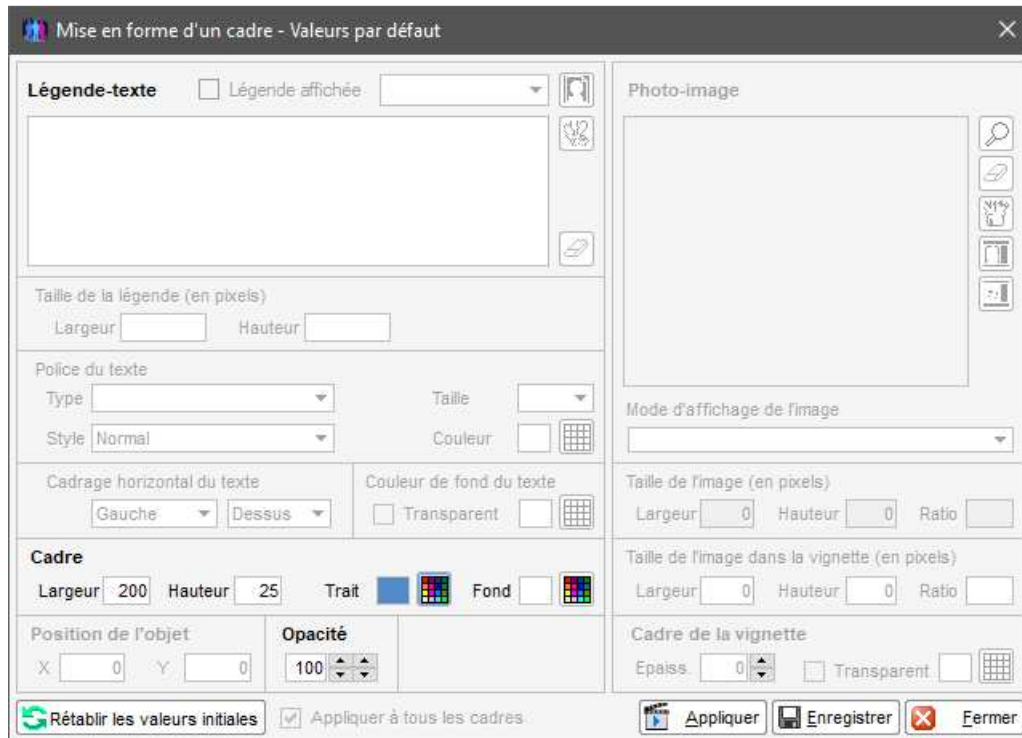 Mise en forme d'un cadre - Valeurs par défaut
Légende-texte Légende affichée
Taille de la légende (en pixels)
Largeur Hauteur
Police du texte
Type Taille
Style Normal Couleur
Cadrage horizontal du texte Couleur de fond du texte
Gauche Dessus Transparent
Cadre
Largeur 200 Hauteur 25 Trait Fond
Position de l'objet Opacité
X 0 Y 0 100
Photo-image
Mode d'affichage de l'image
Taille de l'image (en pixels)
Largeur 0 Hauteur 0 Ratio
Taille de l'image dans la vignette (en pixels)
Largeur 0 Hauteur 0 Ratio
Cadre de la vignette
Epaiss. 0 Transparent
Rétablir les valeurs initiales Appliquer à tous les cadres Appliquer Enregistrer Fermer